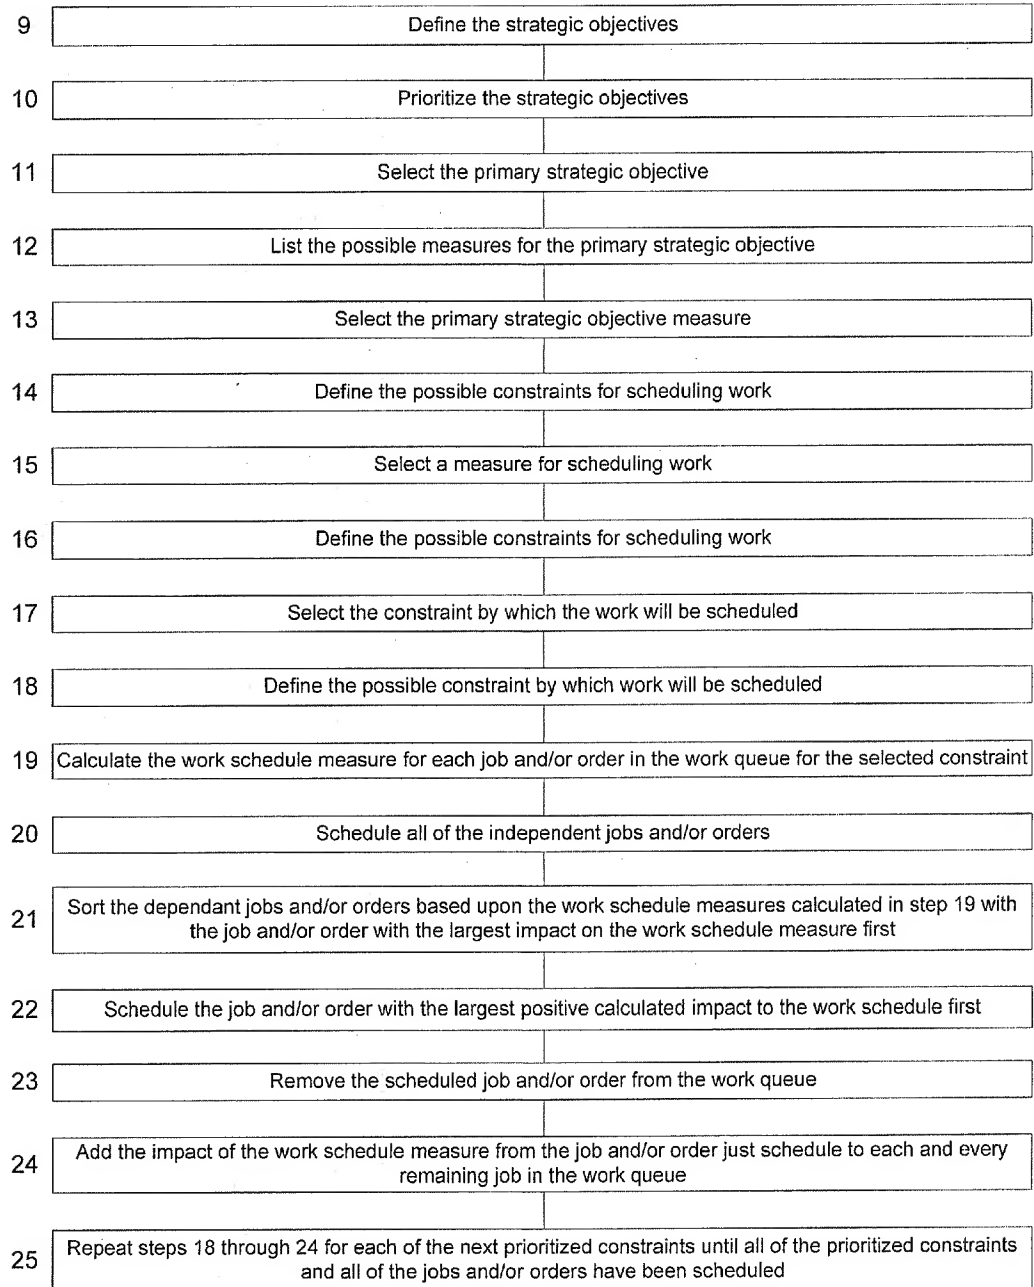 9 Define the strategic objectives
10 Prioritize the strategic objectives
11 Select the primary strategic objective
12 List the possible measures for the primary strategic objective
13 Select the primary strategic objective measure
14 Define the possible constraints for scheduling work
15 Select a measure for scheduling work
16 Define the possible constraints for scheduling work
17 Select the constraint by which the work will be scheduled
18 Define the possible constraint by which work will be scheduled
19 Calculate the work schedule measure for each job and/or order in the work queue for the selected constraint
20 Schedule all of the independent jobs and/or orders
21 Sort the dependant jobs and/or orders based upon the work schedule measures calculated in step 19 with
the job and/or order with the largest impact on the work schedule measure first
22 Schedule the job and/or order with the largest positive calculated impact to the work schedule first
23 Remove the scheduled job and/or order from the work queue
24 Add the impact of the work schedule measure from the job and/or order just schedule to each and every
remaining job in the work queue
25 Repeat steps 18 through 24 for each of the next prioritized constraints until all of the prioritized constraints
and all of the jobs and/or orders have been scheduled